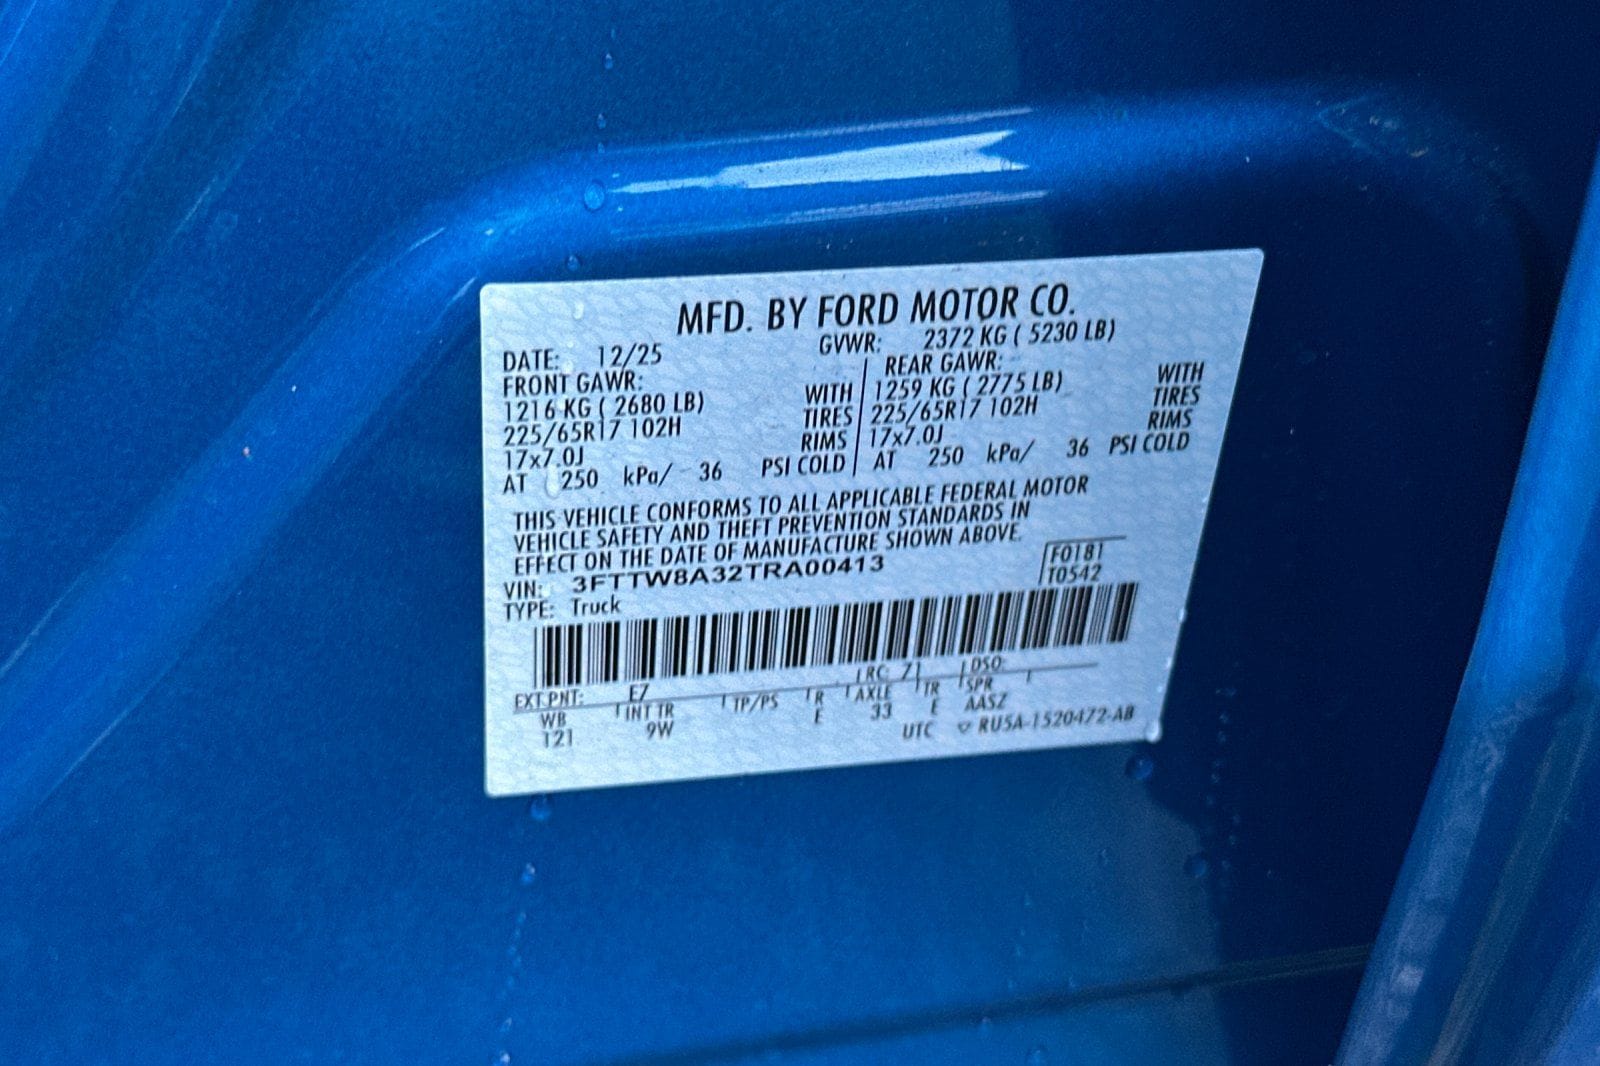 MFD. BY FORD MOTOR CO.
DATE: 12/25 GVWR: 2372 KG ( 5230 LB)
FRONT GAWR: REAR GAWR:
1216 KG ( 2680 LB) WITH 1259 KG ( 2775 LB) WITH
225/65R17 102H TIRES 225/65R17 102H TIRES
17x7.0J RIMS 17x7.0J RIMS
AT 250 kPa/ 36 PSI COLD AT 250 kPa/ 36 PSI COLD
THIS VEHICLE CONFORMS TO ALL APPLICABLE FEDERAL MOTOR
VEHICLE SAFETY AND THEFT PREVENTION STANDARDS IN
EFFECT ON THE DATE OF MANUFACTURE SHOWN ABOVE.
VIN: 3FTTW8A32TRA00413 F0181
TYPE: Truck T0542
EXT PNT: E7 RC: 71 DSO:
WB INT TR TP/PS R AXLE TR SPR
121 9W E 33 E AASZ
UTC RU5A-1520472-AB